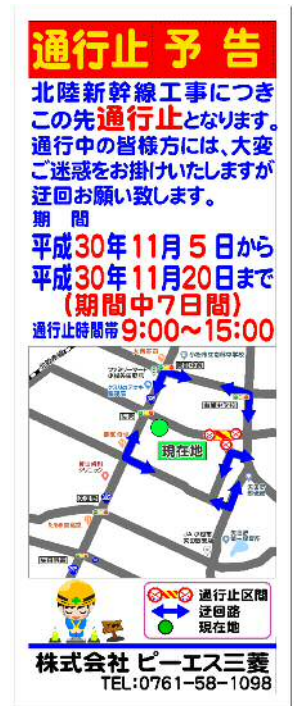 通行止 予 告
北陸新幹線工事につき
この先通行止となります。
通行中の皆様方には、大変
ご迷惑をお掛けいたしますが
迂回お願い致します。
期 間
平成30年11月 5 日から
平成30年11月20日まで
(期間中7日間)
通行止時間帯 9:00～15:00
現在地
通行止区間
迂回路
現在地
株式会社 ピーエス三菱
TEL:0761-58-1098